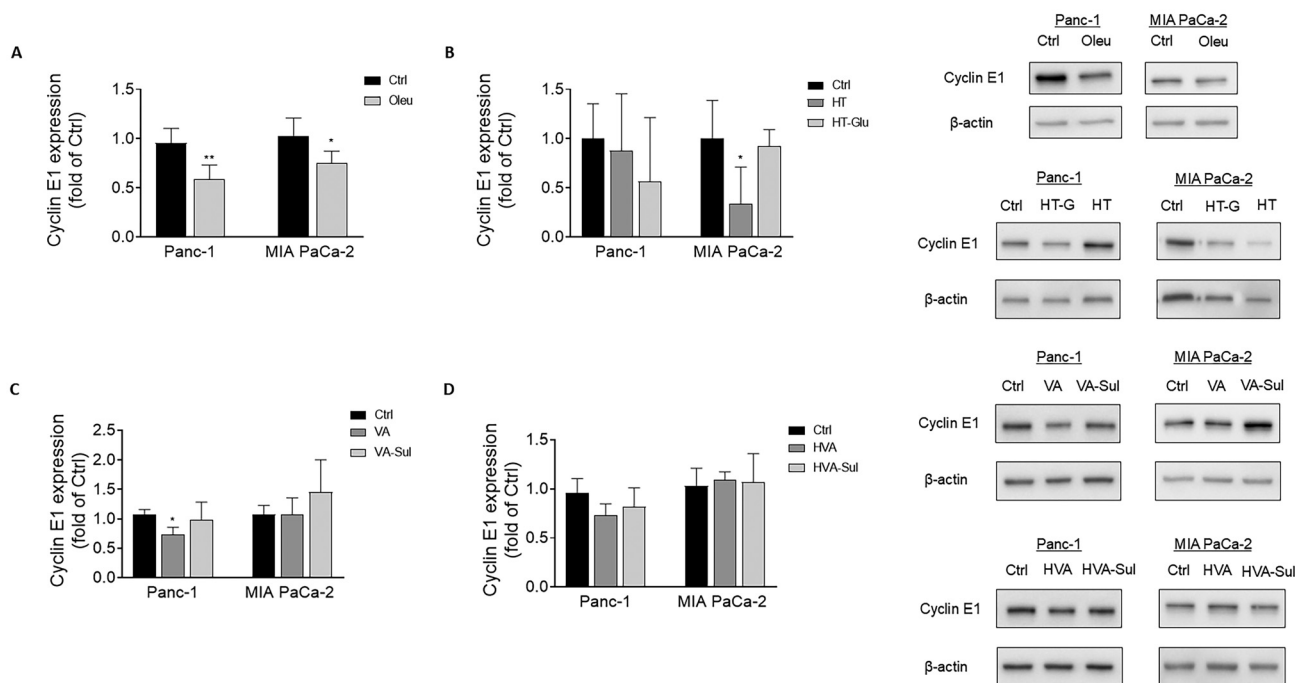 A
Cyclin E1 expression
(fold of Ctrl)
1.5
1.0
0.5
0.0
**
*
Panc-1
MIA PaCa-2
Ctrl
Oleu
B
Cyclin E1 expression
(fold of Ctrl)
1.5
1.0
0.5
0.0
*
Panc-1
MIA PaCa-2
Ctrl
HT
HT-Glu
Panc-1
MIA PaCa-2
Ctrl Oleu
Ctrl Oleu
Cyclin E1
β-actin
Panc-1
MIA PaCa-2
Ctrl HT-G HT
Ctrl HT-G HT
Cyclin E1
β-actin
C
Cyclin E1 expression
(fold of Ctrl)
2.5
2.0
1.5
1.0
0.5
0.0
*
Panc-1
MIA PaCa-2
Ctrl
VA
VA-Sul
D
Cyclin E1 expression
(fold of Ctrl)
1.5
1.0
0.5
0.0
Panc-1
MIA PaCa-2
Ctrl
HVA
HVA-Sul
Panc-1
MIA PaCa-2
Ctrl VA VA-Sul
Ctrl VA VA-Sul
Cyclin E1
β-actin
Panc-1
MIA PaCa-2
Ctrl HVA HVA-Sul
Ctrl HVA HVA-Sul
Cyclin E1
β-actin